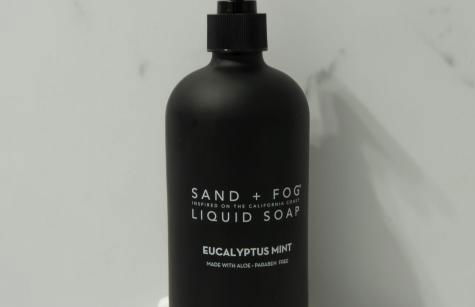 SAND + FOG
INSPIRED ON THE CALIFORNIA COAST
LIQUID SOAP
EUCALYPTUS MINT
MADE WITH ALOE - PARABEN FREE